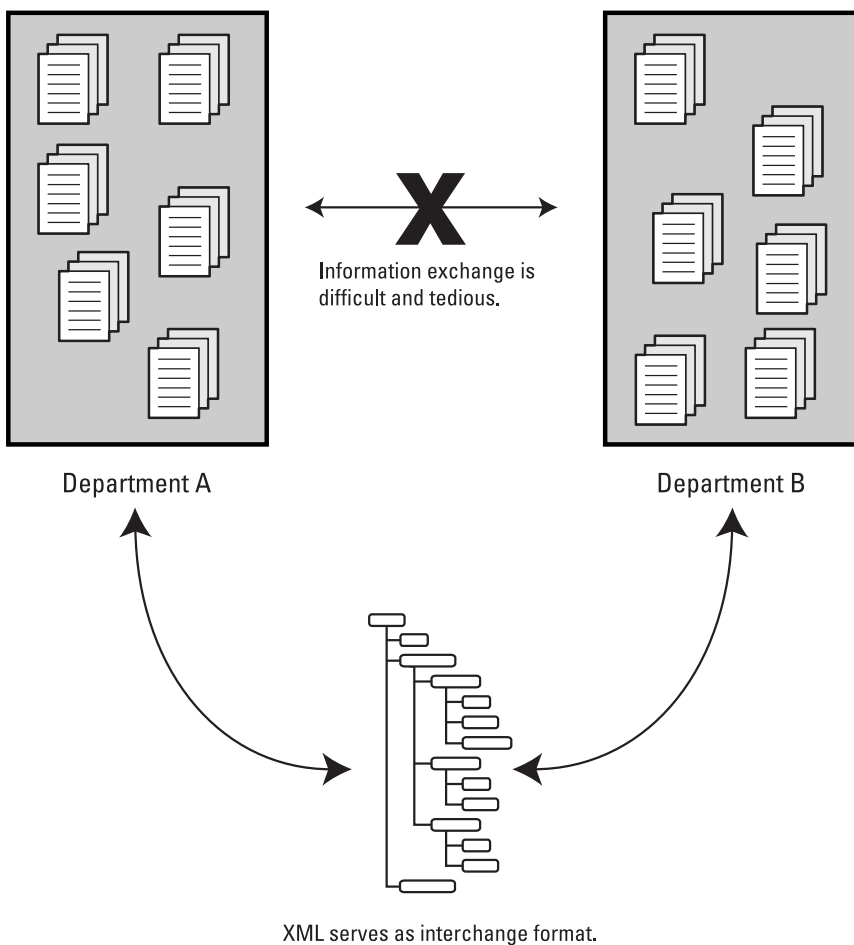 X
Information exchange is
difficult and tedious.
Department A
Department B
XML serves as interchange format.